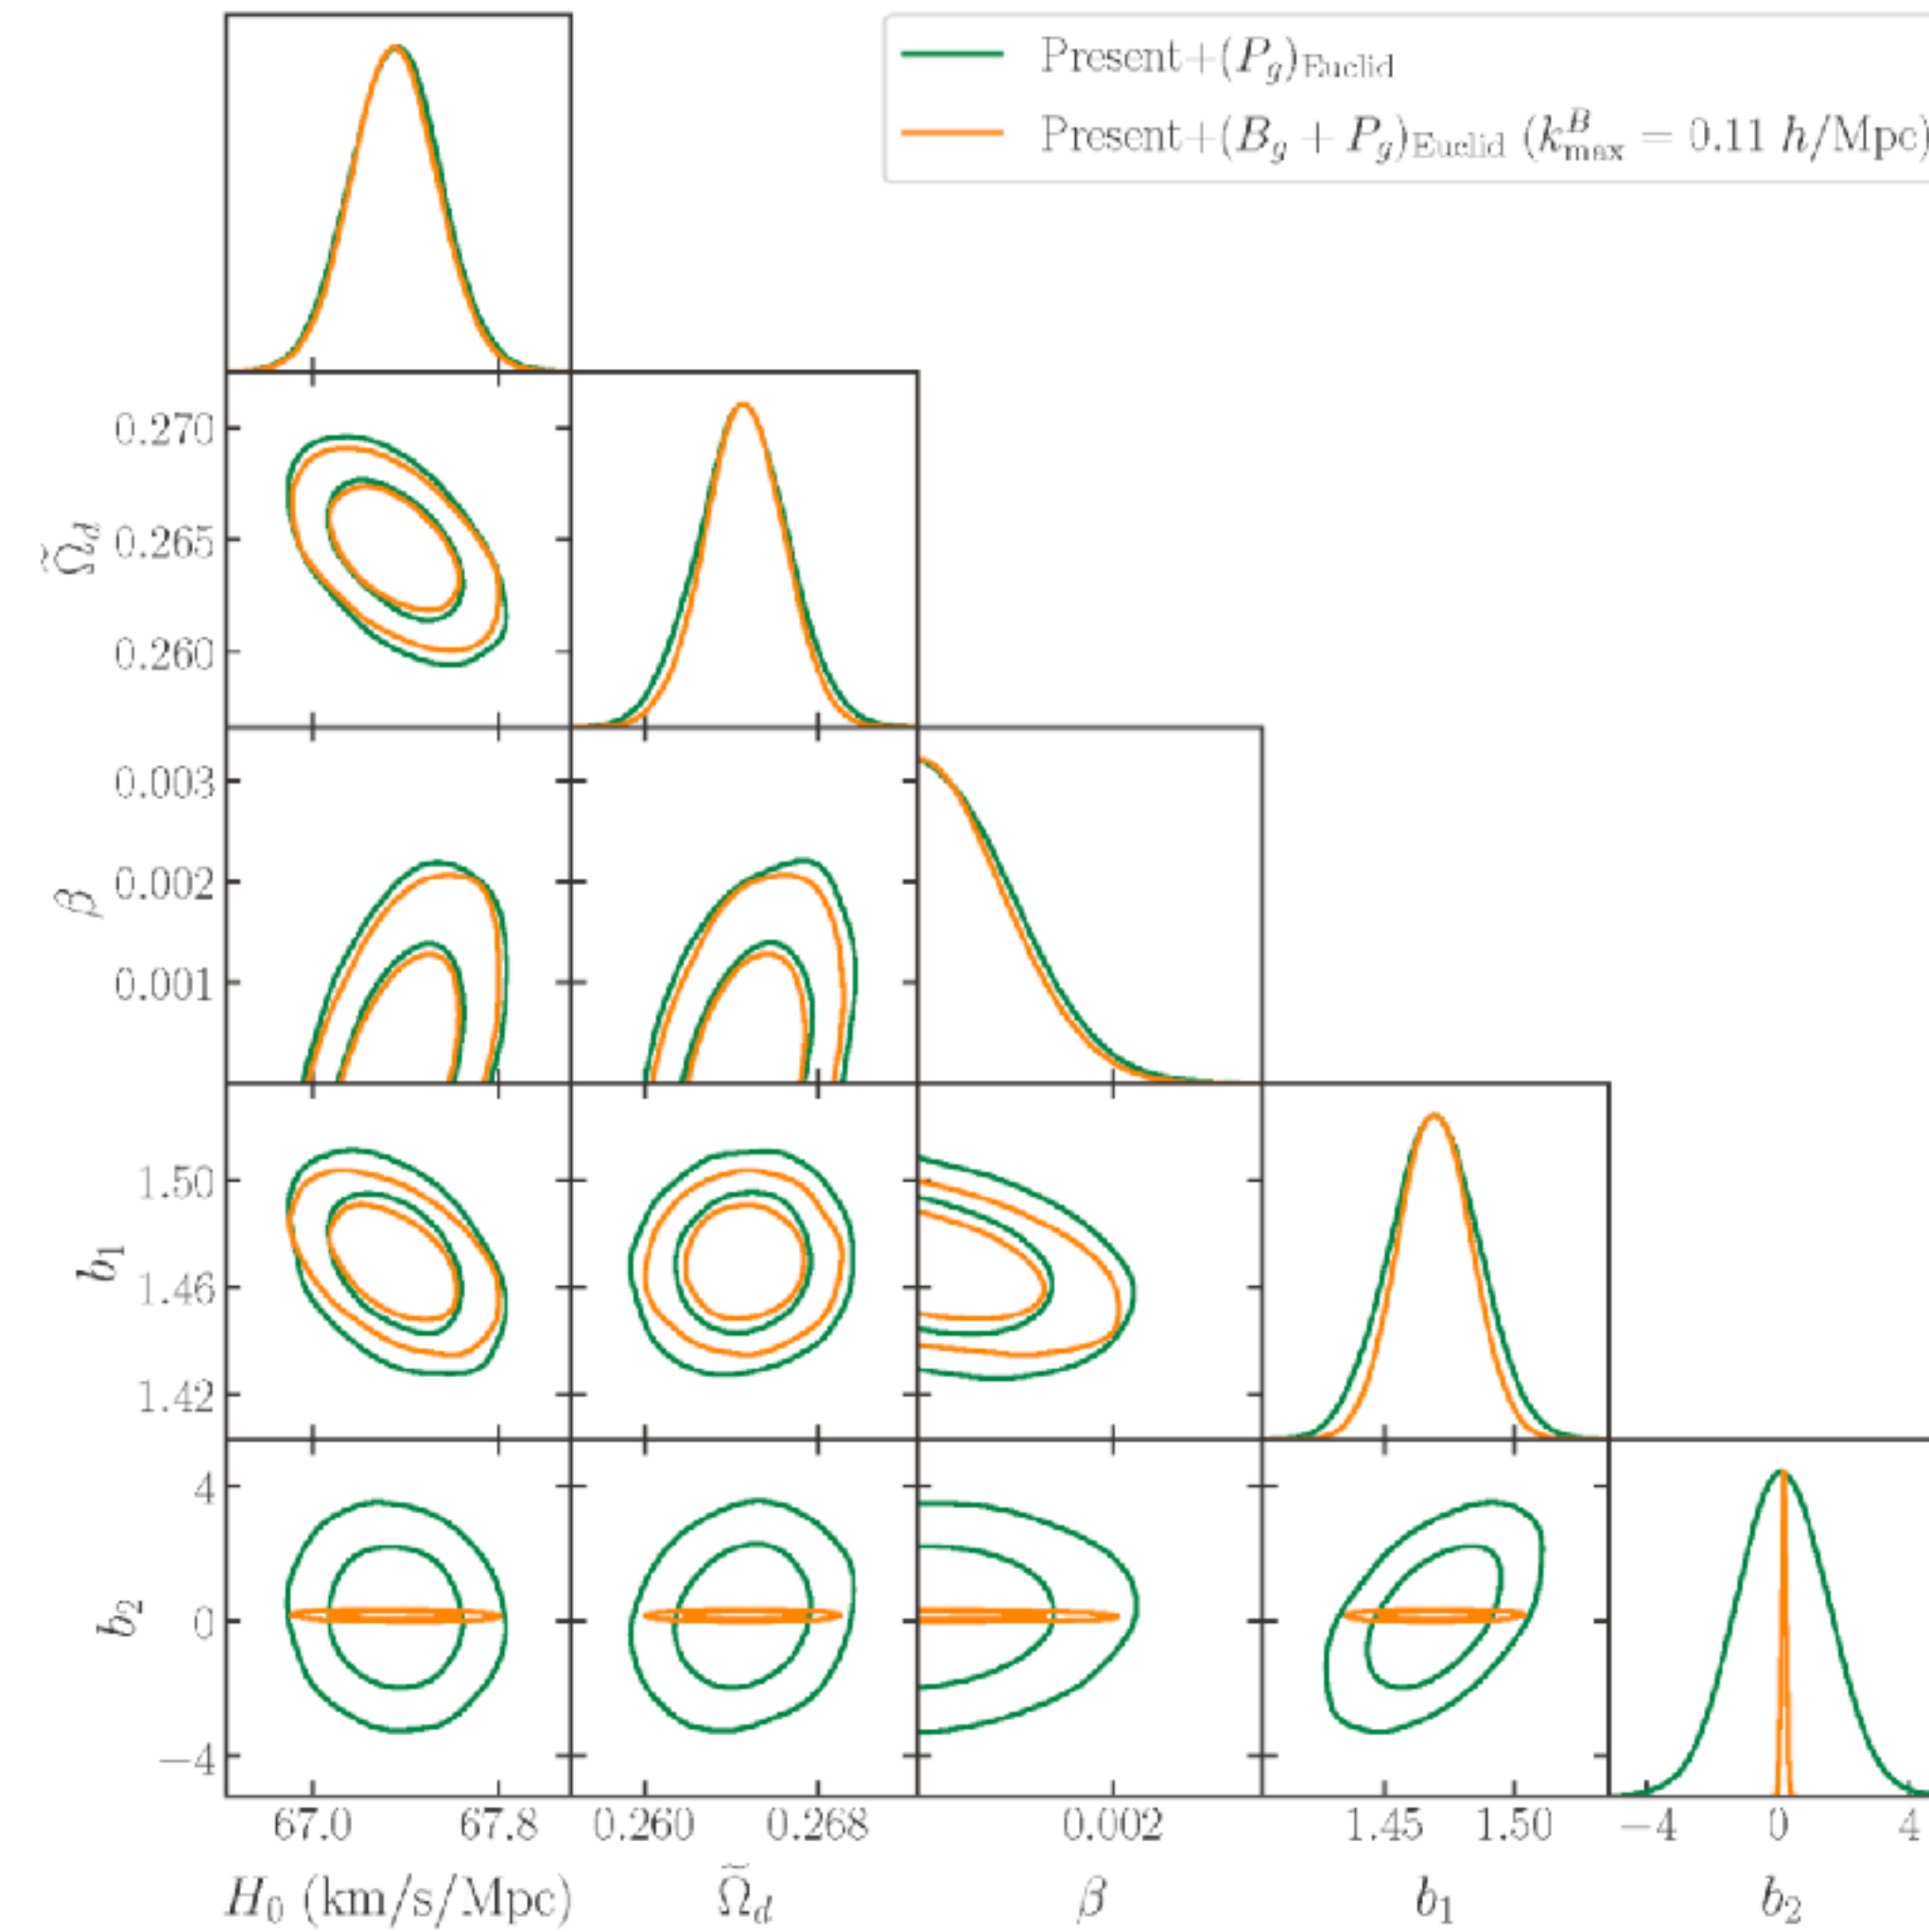 Present+(P_g)_Euclid
Present+(B_g + P_g)_Euclid (k^B_max = 0.11 h/Mpc)
0.270
0.265
0.260
Ω̃_d
0.003
0.002
0.001
β
1.50
1.46
1.42
b_1
4
0
−4
b_2
67.0 67.8 0.260 0.268 0.002 1.45 1.50 −4 0 4
H_0 (km/s/Mpc) Ω̃_d β b_1 b_2